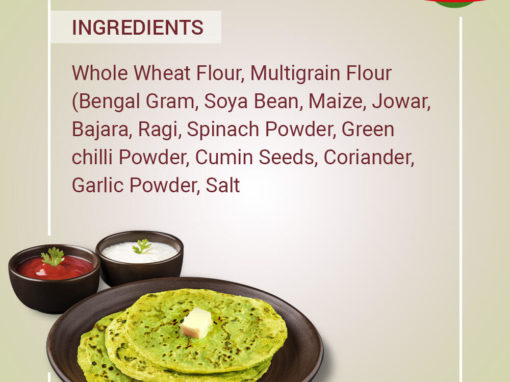 INGREDIENTS
Whole Wheat Flour, Multigrain Flour
(Bengal Gram, Soya Bean, Maize, Jowar,
Bajara, Ragi, Spinach Powder, Green
chilli Powder, Cumin Seeds, Coriander,
Garlic Powder, Salt